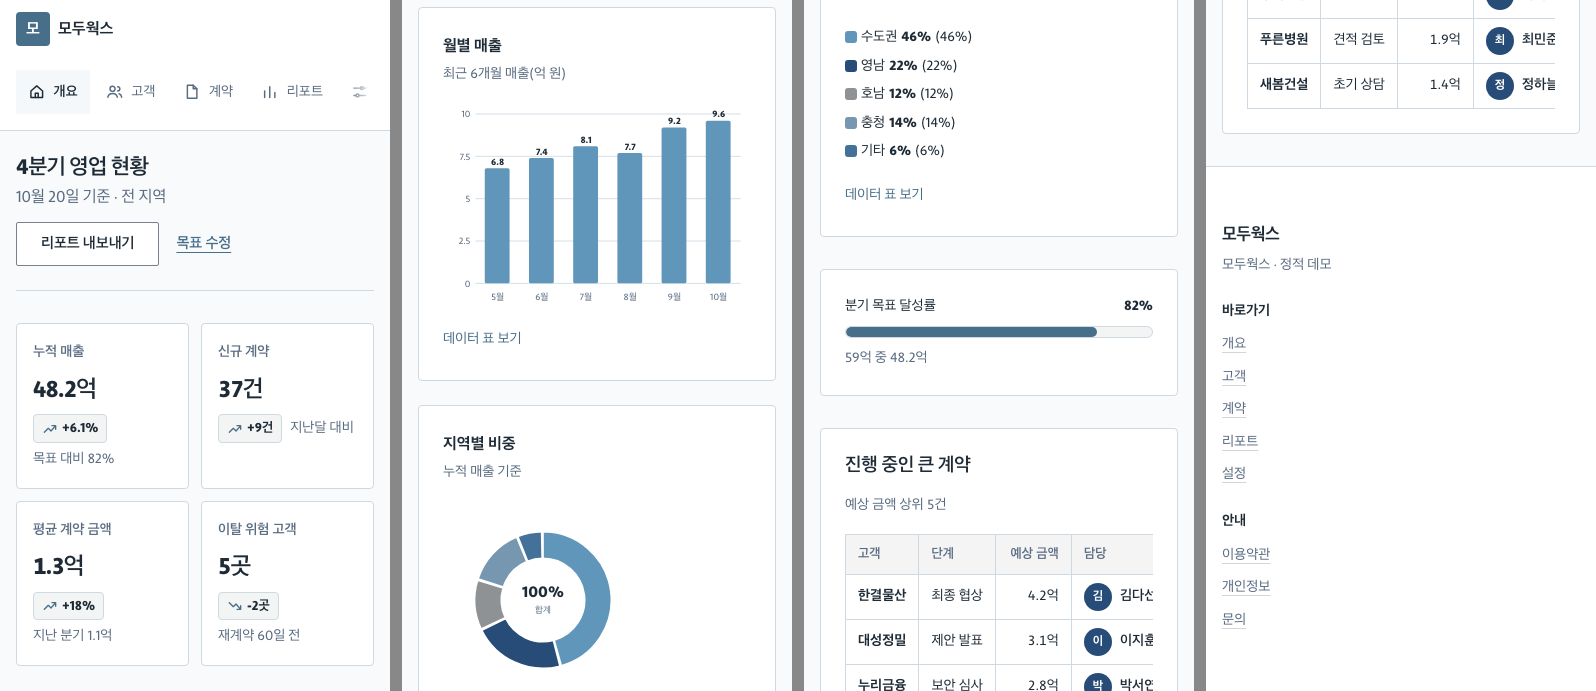 모 모두웍스
개요 고객 계약 리포트
4분기 영업 현황
10월 20일 기준 · 전 지역
리포트 내보내기 목표 수정
누적 매출
48.2억
+6.1%
목표 대비 82%
신규 계약
37건
+9건 지난달 대비
평균 계약 금액
1.3억
+18%
지난 분기 1.1억
이탈 위험 고객
5곳
-2곳
재계약 60일 전
월별 매출
최근 6개월 매출(억 원)
10
7.5
5
2.5
0
6.8 7.4 8.1 7.7 9.2 9.6
5월 6월 7월 8월 9월 10월
데이터 표 보기
지역별 비중
누적 매출 기준
100%
합계
수도권 46% (46%)
영남 22% (22%)
호남 12% (12%)
충청 14% (14%)
기타 6% (6%)
데이터 표 보기
분기 목표 달성률 82%
59억 중 48.2억
진행 중인 큰 계약
예상 금액 상위 5건
고객 단계 예상 금액 담당
한결물산 최종 협상 4.2억 김 김다
대성정밀 제안 발표 3.1억 이 이지훈
누리금융 보안 심사 2.8억 박 박서연
푸른병원 견적 검토 1.9억 최 최민준
새봄건설 초기 상담 1.4억 정 정하늘
모두웍스
모두웍스 · 정적 데모
바로가기
개요
고객
계약
리포트
설정
안내
이용약관
개인정보
문의